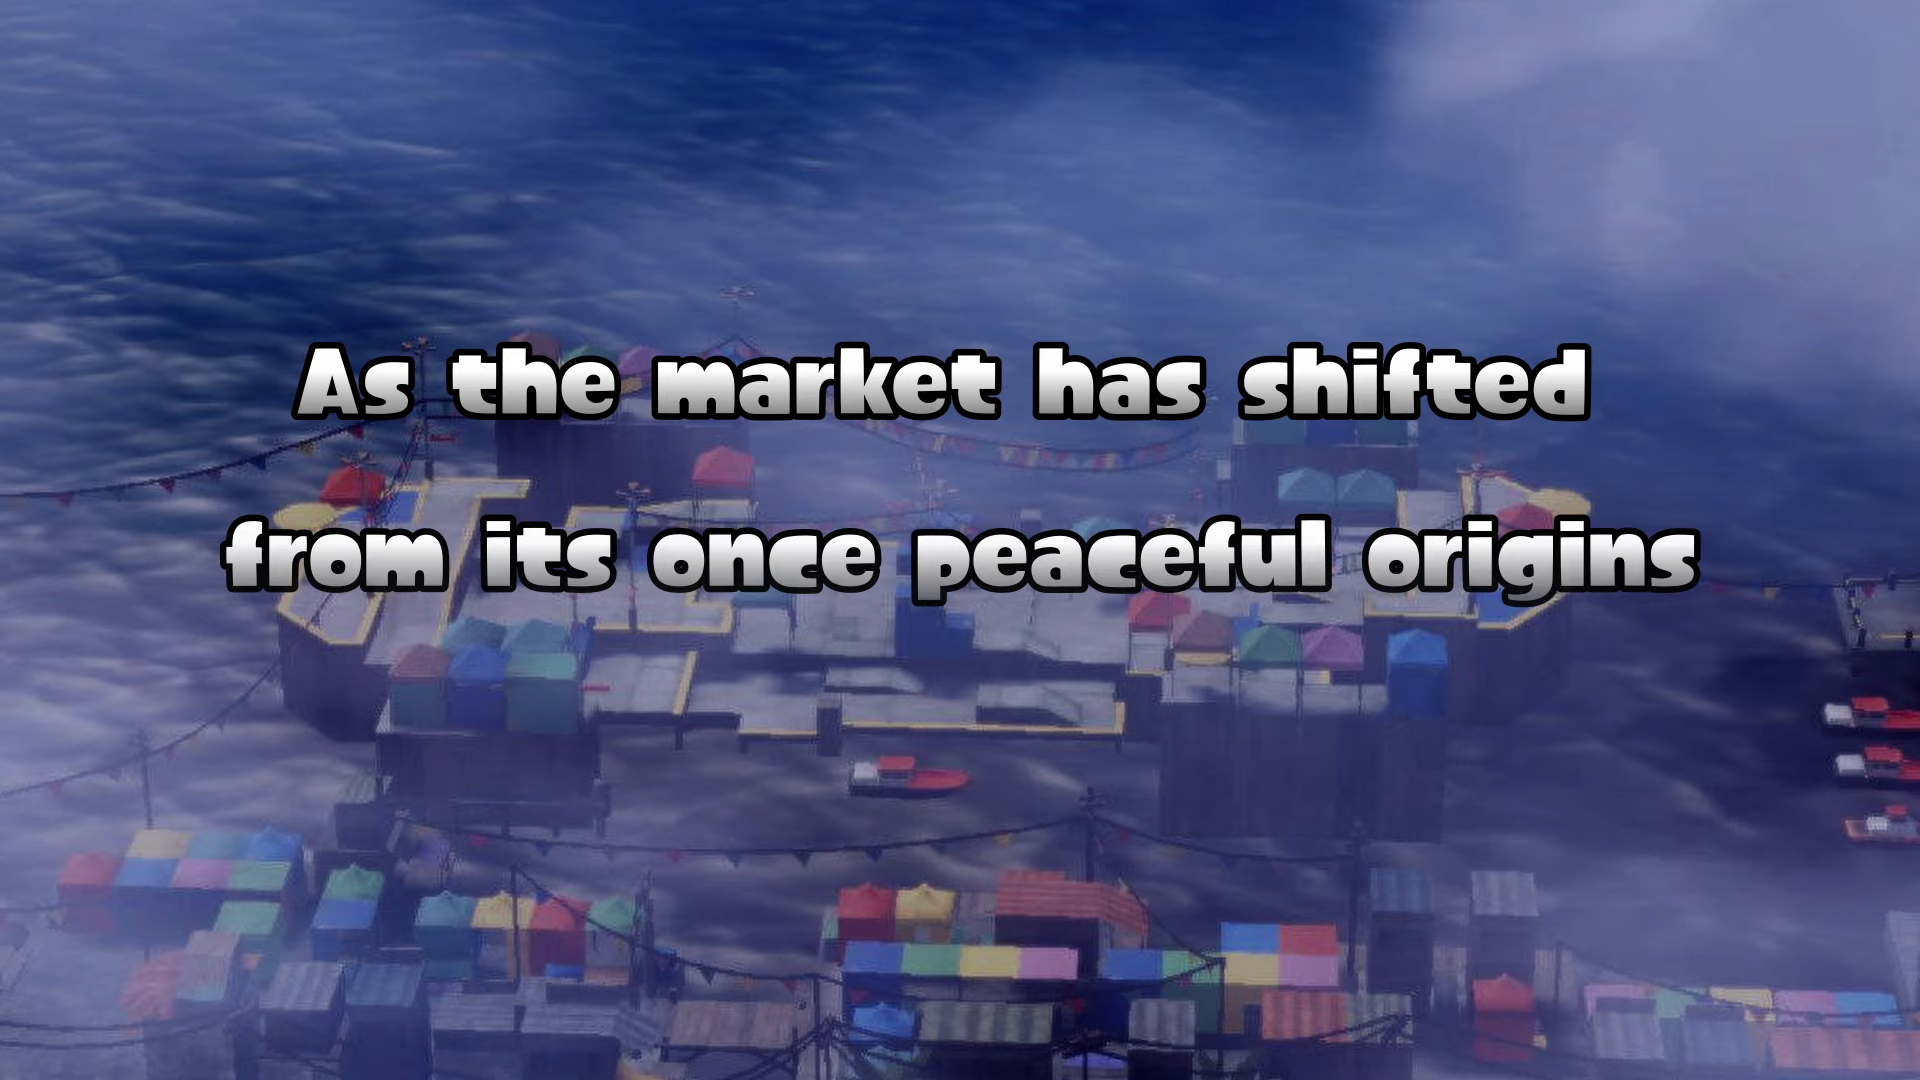 As the market has shifted
from its once peaceful origins